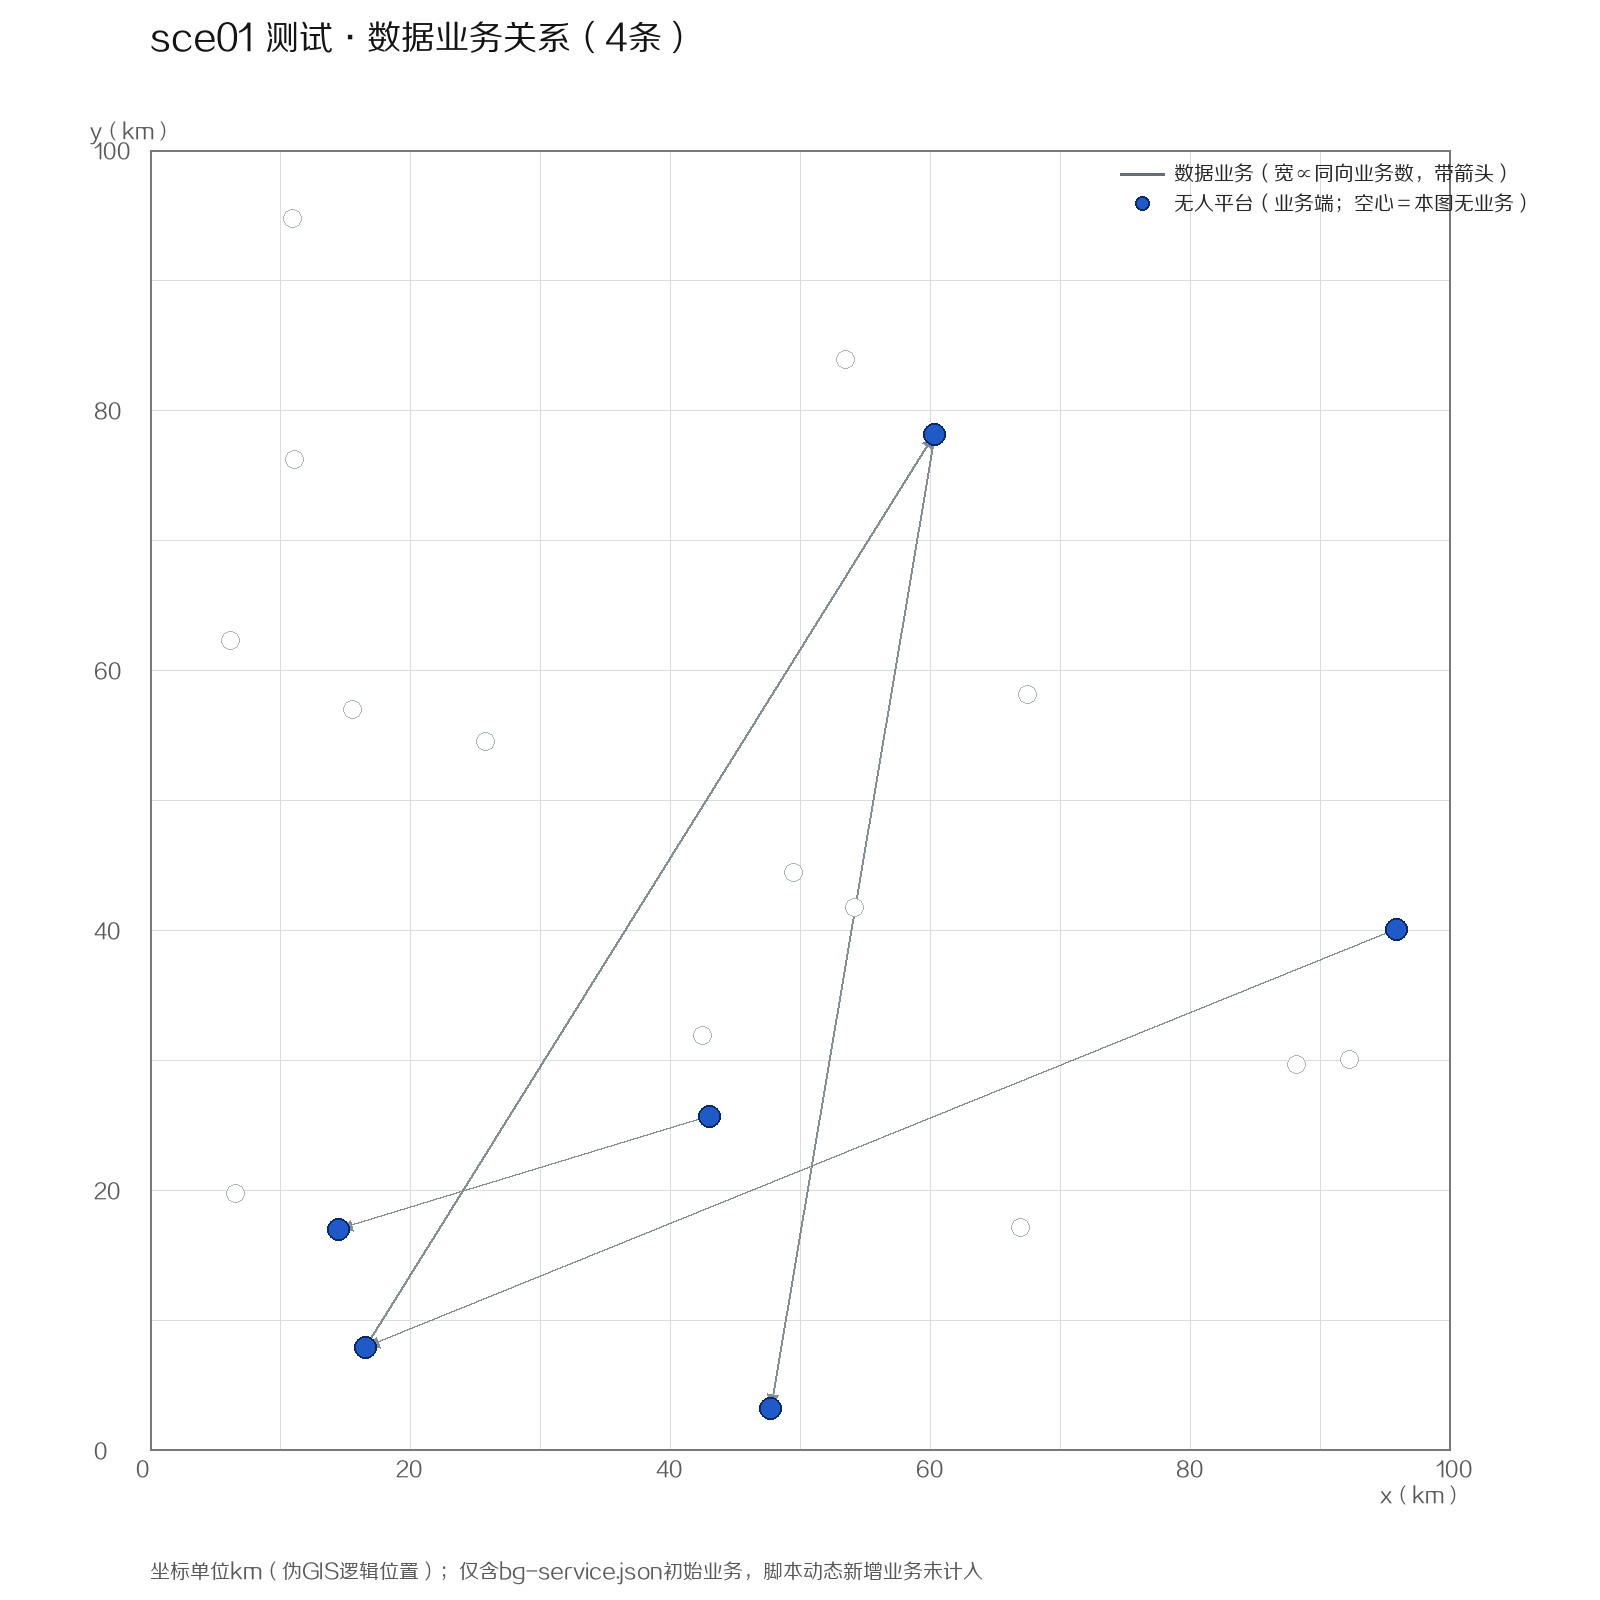 sce01 测试・数据业务关系（4条）
y（km）
100
数据业务（宽∝同向业务数，带箭头）
无人平台（业务端；空心＝本图无业务）
80
60
40
20
0
0 20 40 60 80 100
x（km）
坐标单位km（伪GIS逻辑位置）；仅含bg-service.json初始业务，脚本动态新增业务未计入